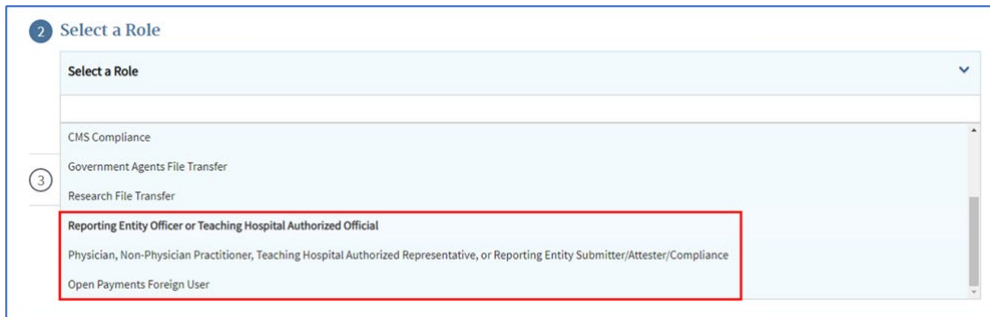 2 Select a Role
Select a Role
CMS Compliance
Government Agents File Transfer
3
Research File Transfer
Reporting Entity Officer or Teaching Hospital Authorized Official
Physician, Non-Physician Practitioner, Teaching Hospital Authorized Representative, or Reporting Entity Submitter/Attester/Compliance
Open Payments Foreign User